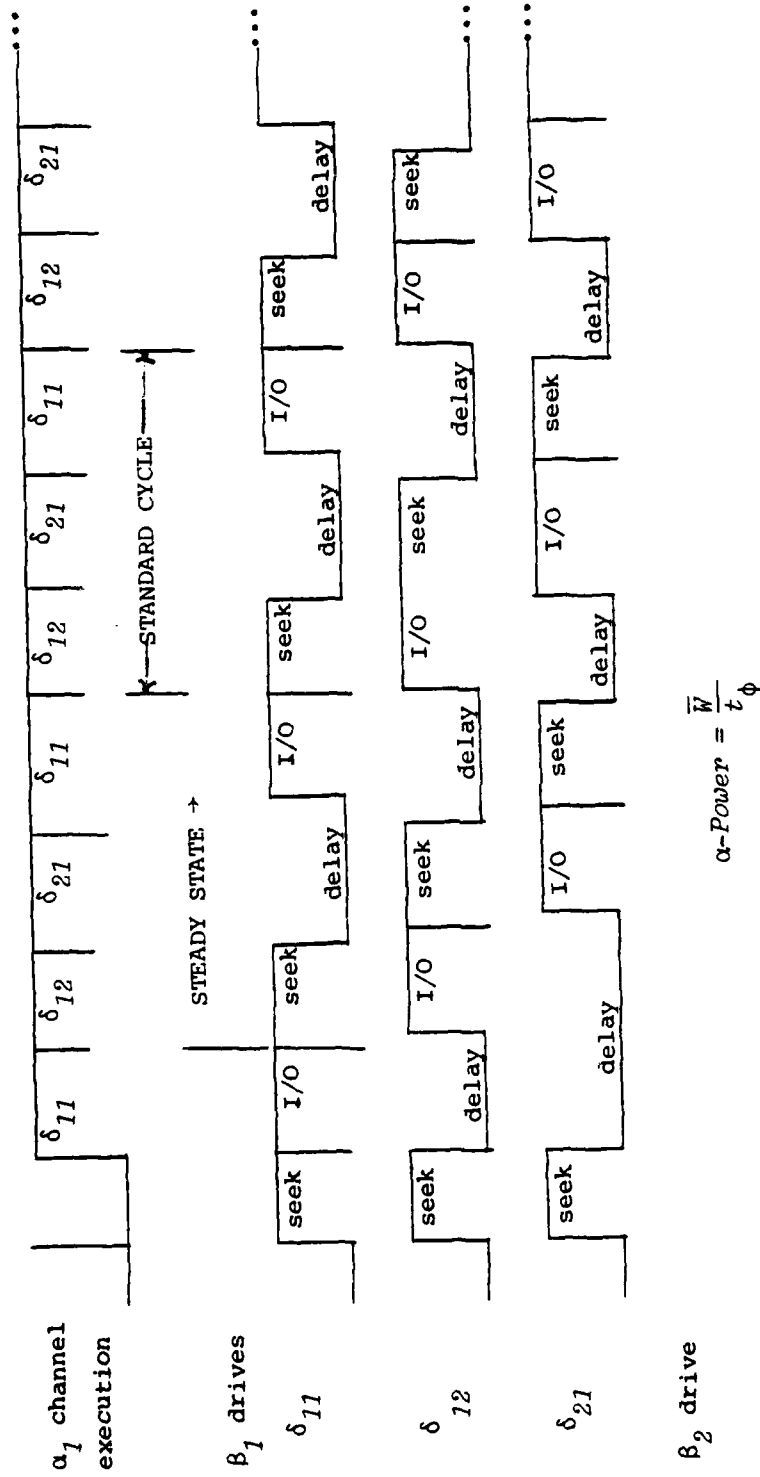 α₁ channel
execution
δ₁₁ δ₁₂ δ₂₁ δ₁₁ δ₁₂ δ₂₁ δ₁₁ δ₁₂ δ₂₁ ...
STANDARD CYCLE
STEADY STATE →
β₁ drives
δ₁₁
seek I/O seek delay I/O seek delay I/O seek delay ...
δ₁₂
seek delay I/O seek delay I/O seek delay I/O seek ...
δ₂₁
seek delay I/O seek delay I/O seek delay I/O ...
β₂ drive
α-Power = W̅ / t_ϕ